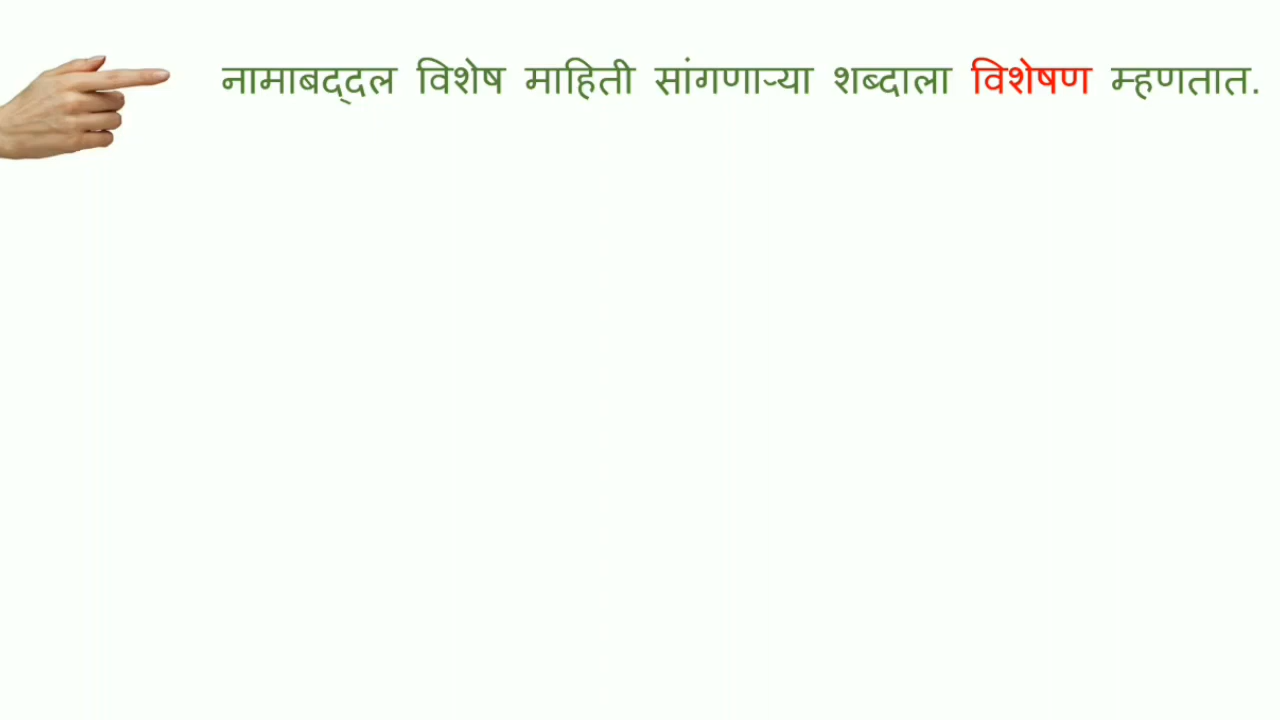 नामाबद्‌दल विशेष माहिती सांगणाऱ्या शब्दाला विशेषण म्हणतात.